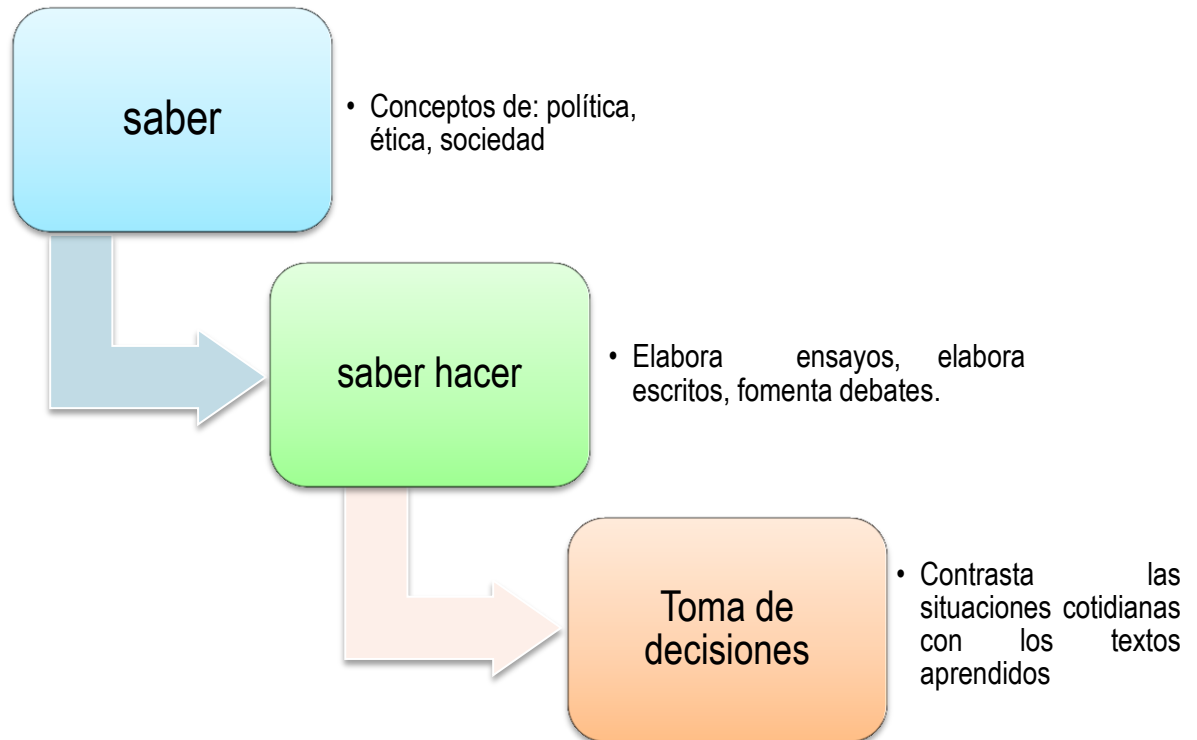 saber
• Conceptos de: política,
ética, sociedad
saber hacer
• Elabora ensayos, elabora
escritos, fomenta debates.
Toma de
decisiones
• Contrasta las
situaciones cotidianas
con los textos
aprendidos